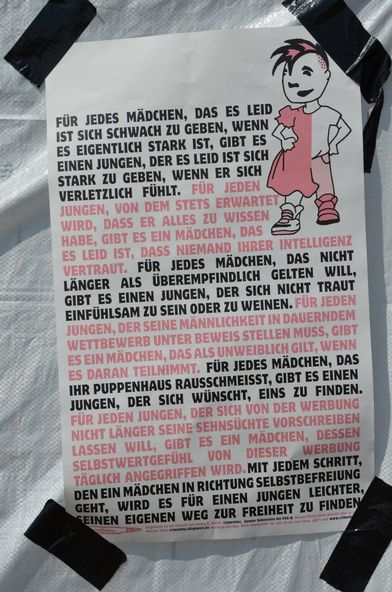 FÜR JEDES MÄDCHEN, DAS ES LEID
IST SICH SCHWACH ZU GEBEN, WENN
ES EIGENTLICH STARK IST, GIBT ES
EINEN JUNGEN, DER ES LEID IST SICH
STARK ZU GEBEN, WENN ER SICH
VERLETZLICH FÜHLT. FÜR JEDEN
JUNGEN, VON DEM STETS ERWARTET
WIRD, DASS ER ALLES ZU WISSEN
HABE, GIBT ES EIN MÄDCHEN, DAS
ES LEID IST, DASS NIEMAND IHRER INTELLIGENZ
VERTRAUT. FÜR JEDES MÄDCHEN, DAS NICHT
LÄNGER ALS ÜBEREMPFINDLICH GELTEN WILL,
GIBT ES EINEN JUNGEN, DER SICH NICHT TRAUT
EINFÜHLSAM ZU SEIN ODER ZU WEINEN. FÜR JEDEN
JUNGEN, DER SEINE MÄNNLICHKEIT IN DAUERNDEM
WETTBEWERB UNTER BEWEIS STELLEN MUSS, GIBT
ES EIN MÄDCHEN, DAS ALS UNWEIBLICH GILT, WENN
ES DARAN TEILNIMMT. FÜR JEDES MÄDCHEN, DAS
IHR PUPPENHAUS RAUSSCHMEISST, GIBT ES EINEN
JUNGEN, DER SICH WÜNSCHT, EINS ZU FINDEN.
FÜR JEDEN JUNGEN, DER SICH VON DER WERBUNG
NICHT LÄNGER SEINE SEHNSÜCHTE VORSCHREIBEN
LASSEN WILL, GIBT ES EIN MÄDCHEN, DESSEN
SELBSTWERTGEFÜHL VON DIESER WERBUNG
TÄGLICH ANGEGRIFFEN WIRD. MIT JEDEM SCHRITT,
DEN EIN MÄDCHEN IN RICHTUNG SELBSTBEFREIUNG
GEHT, WIRD ES FÜR EINEN JUNGEN LEICHTER,
SEINEN EIGENEN WEG ZUR FREIHEIT ZU FINDEN